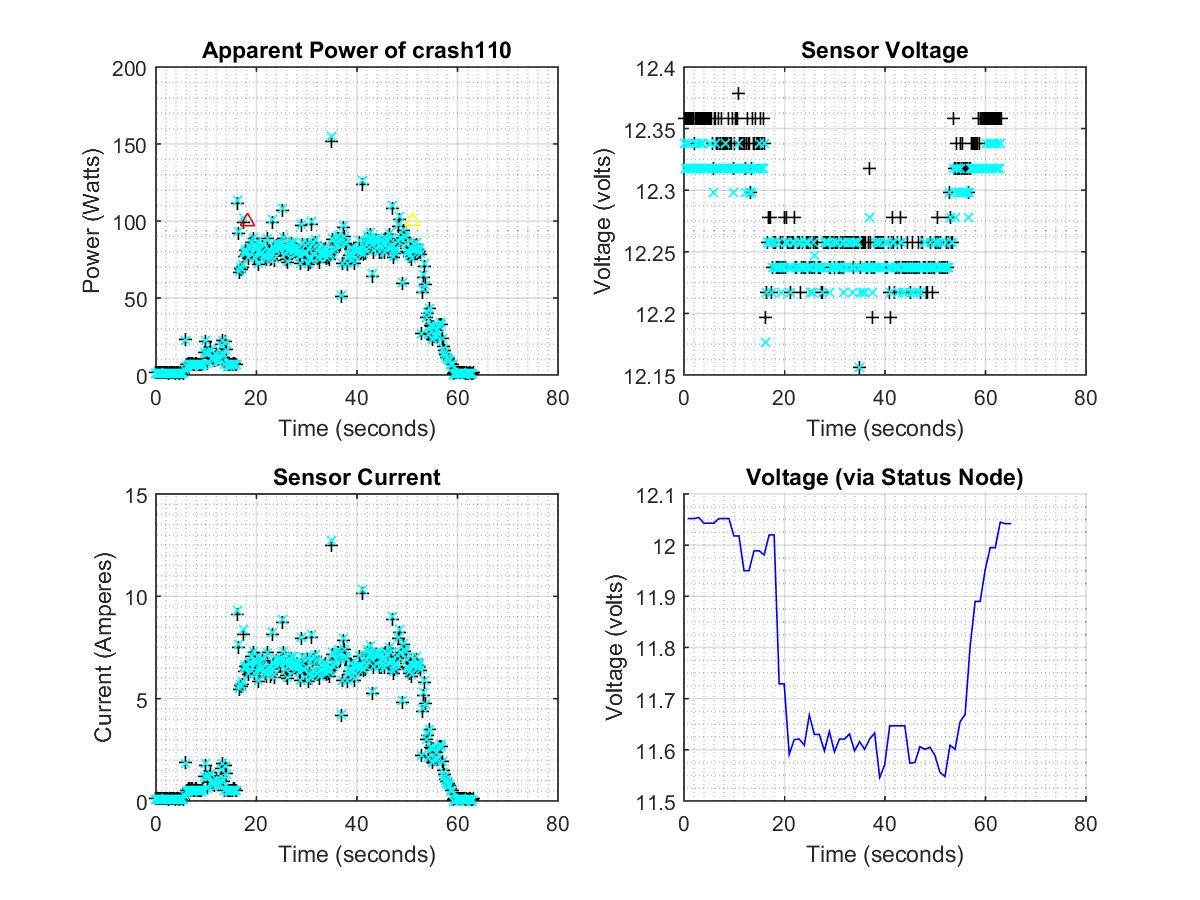 Apparent Power of crash110
200
150
100
50
0
Power (Watts)
0 20 40 60 80
Time (seconds)
Sensor Voltage
12.4
12.35
12.3
12.25
12.2
12.15
Voltage (volts)
0 20 40 60 80
Time (seconds)
Sensor Current
15
10
5
0
Current (Amperes)
0 20 40 60 80
Time (seconds)
Voltage (via Status Node)
12.1
12
11.9
11.8
11.7
11.6
11.5
Voltage (volts)
0 20 40 60 80
Time (seconds)